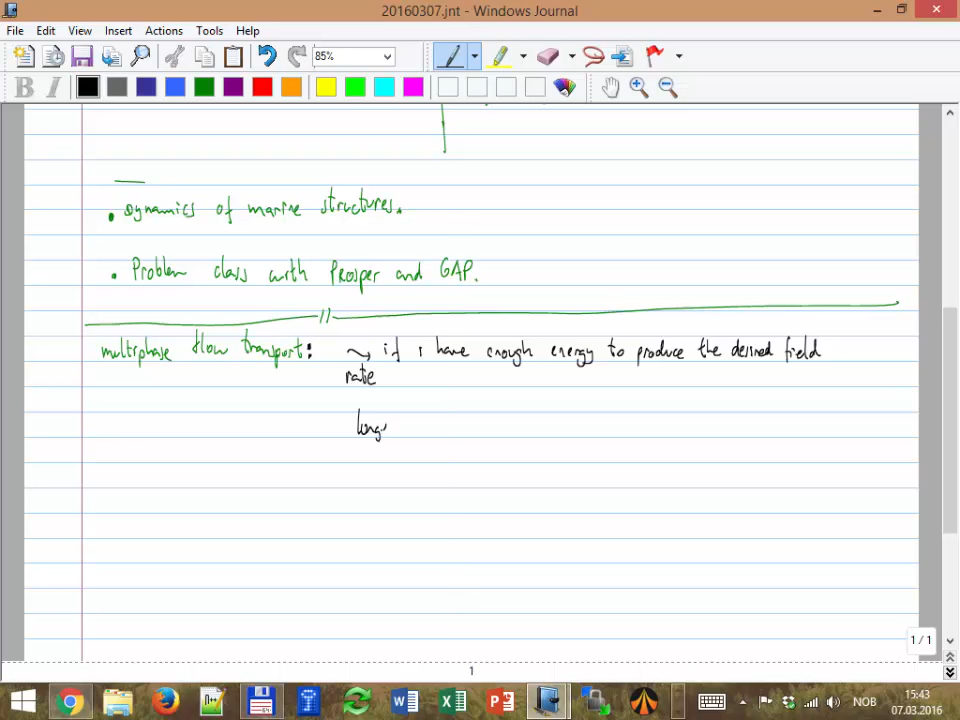 20160307.jnt - Windows Journal
File Edit View Insert Actions Tools Help
85%
B I
• Dynamics of marine structures.
• Problem class with Prosper and GAP.
multiphase flow transport: if I have enough energy to produce the desired field
rate
long
1 / 1
1
NOB
15:43
07.03.2016